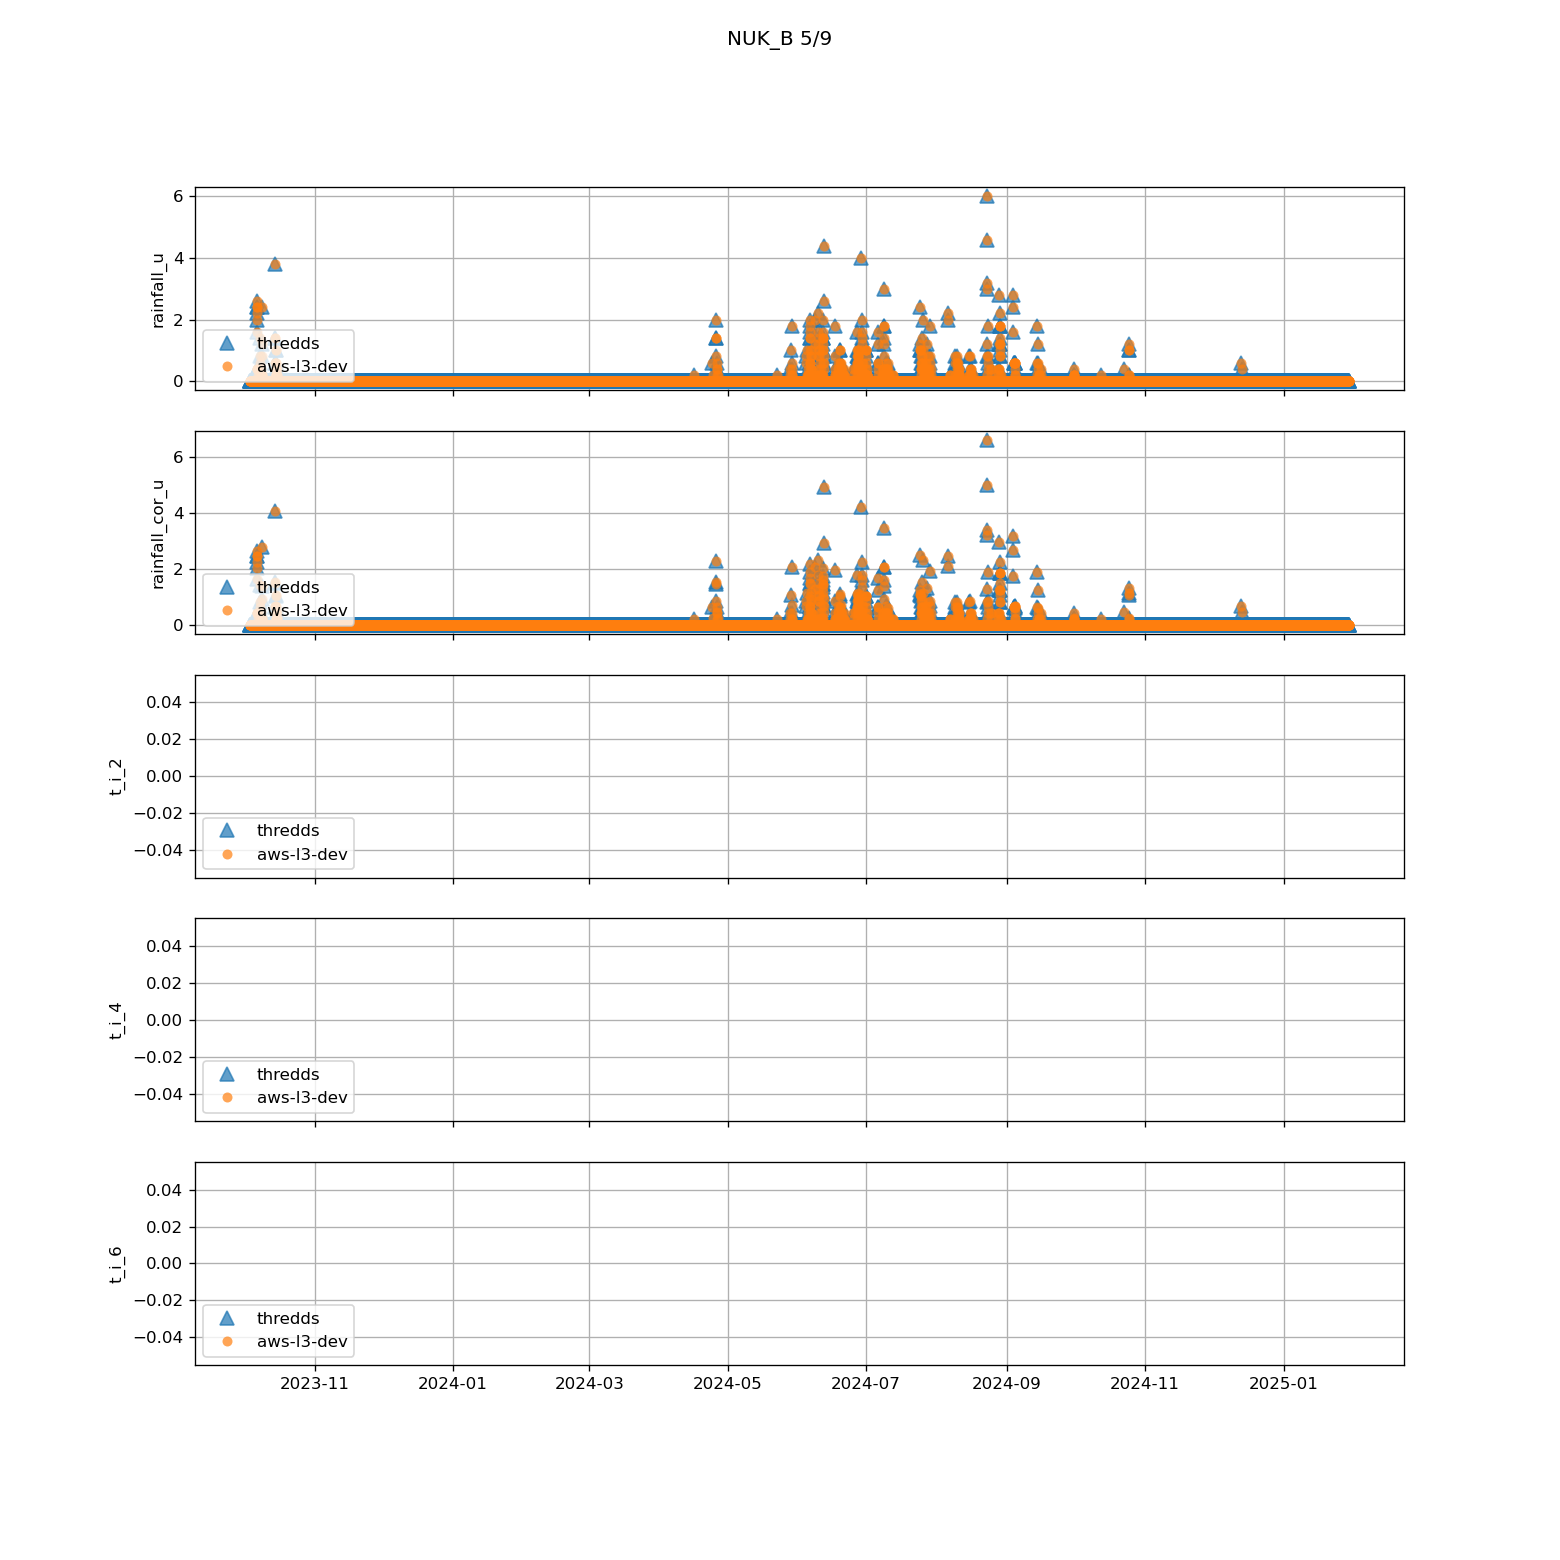 NUK_B 5/9
6
4
2
0
rainfall_u
thredds
aws-l3-dev
6
4
2
0
rainfall_cor_u
thredds
aws-l3-dev
0.04
0.02
0.00
−0.02
−0.04
t_i_2
thredds
aws-l3-dev
0.04
0.02
0.00
−0.02
−0.04
t_i_4
thredds
aws-l3-dev
0.04
0.02
0.00
−0.02
−0.04
t_i_6
thredds
aws-l3-dev
2023-11 2024-01 2024-03 2024-05 2024-07 2024-09 2024-11 2025-01